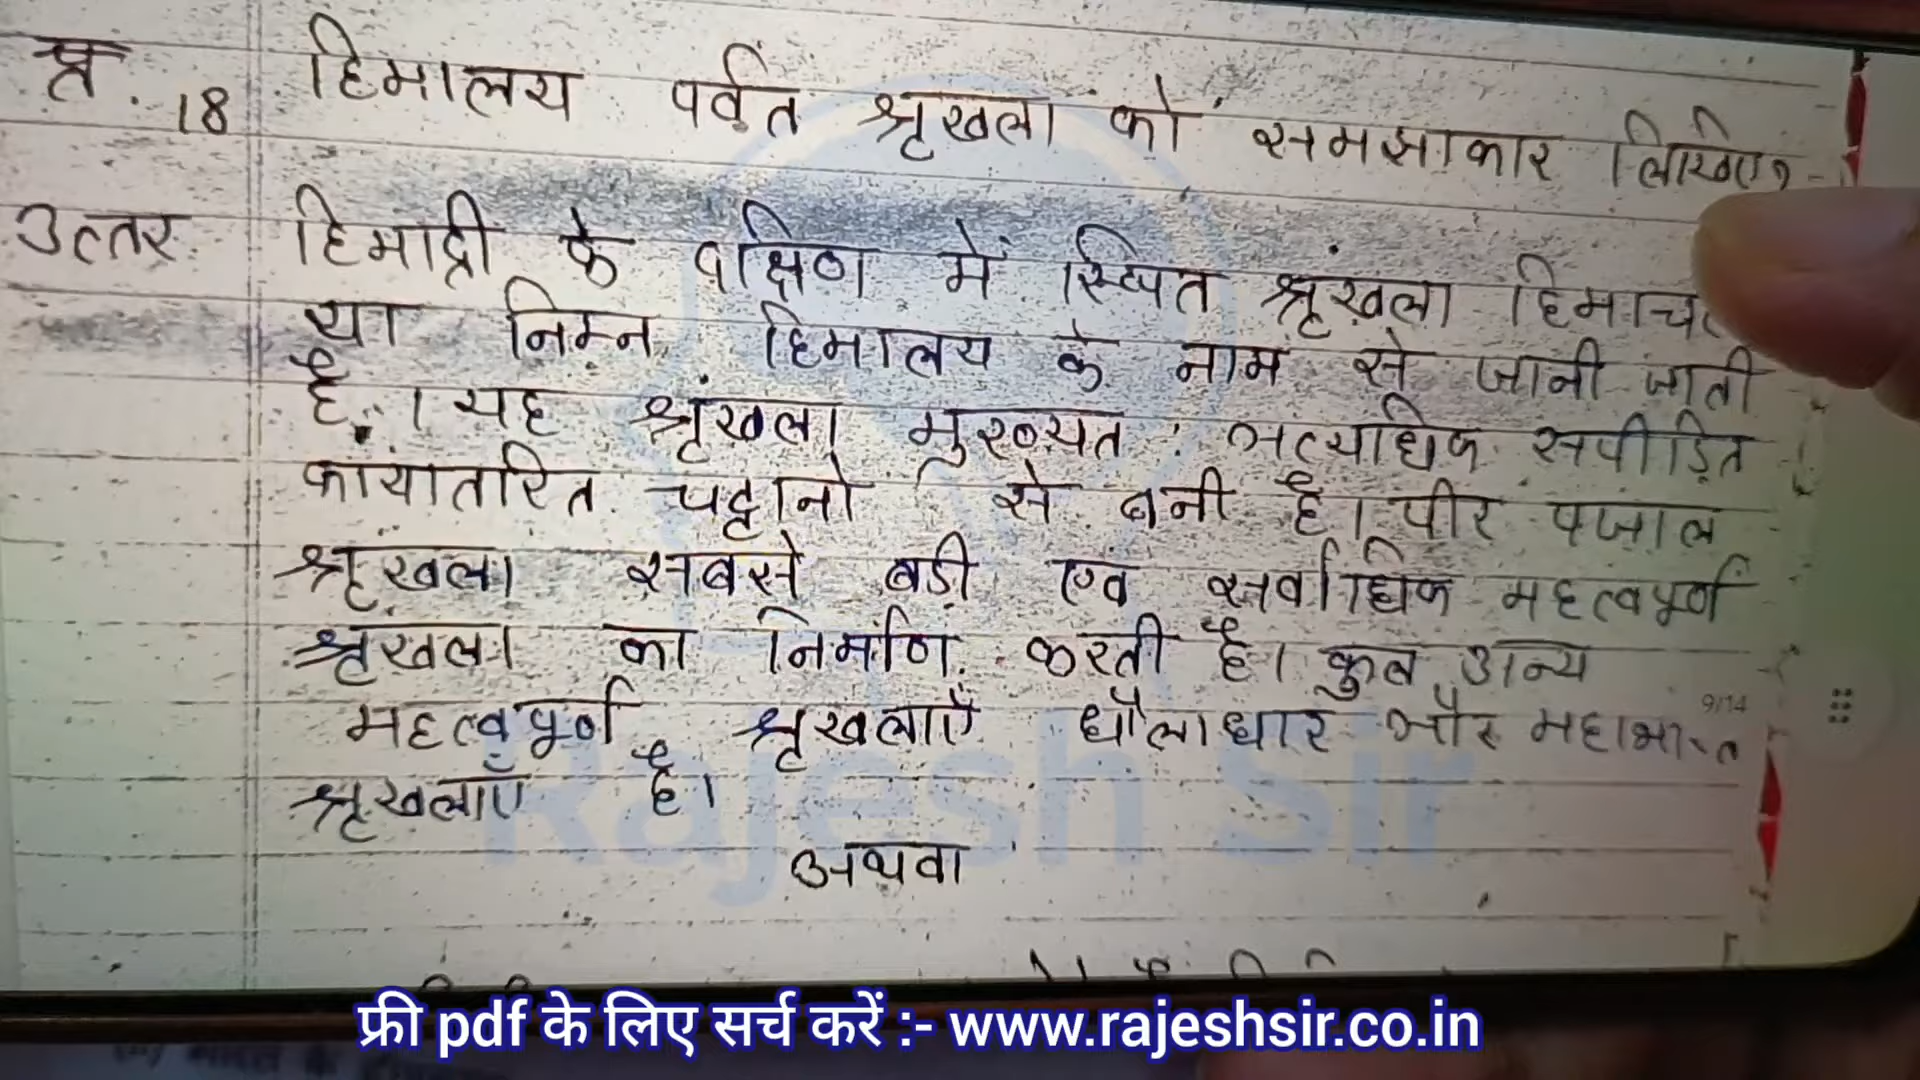 प्र. 18 हिमालय पर्वत श्रृखला को समझाकार लिखिए?
उत्तर हिमाद्री के दक्षिण में स्थित श्रृंखला हिमाचल
या निम्न हिमालय के नाम से जानी जाती
है। यह श्रृंखला मुख्यत: अत्यधिक सपीड़ित
कायातरित चट्टानो से बनी है। पीर पंजाल
श्रृखला सबसे बड़ी एव सर्वाधिक महत्वपूर्ण
श्रृखला का निर्माण करती है। कुल अन्य
9/14
महत्वपूर्ण श्रृखलाएँ धौलाधार और महाभारत
श्रृखलाएँ है।
Rajesh Sir
अथवा
फ्री pdf के लिए सर्च करें :- www.rajeshsir.co.in